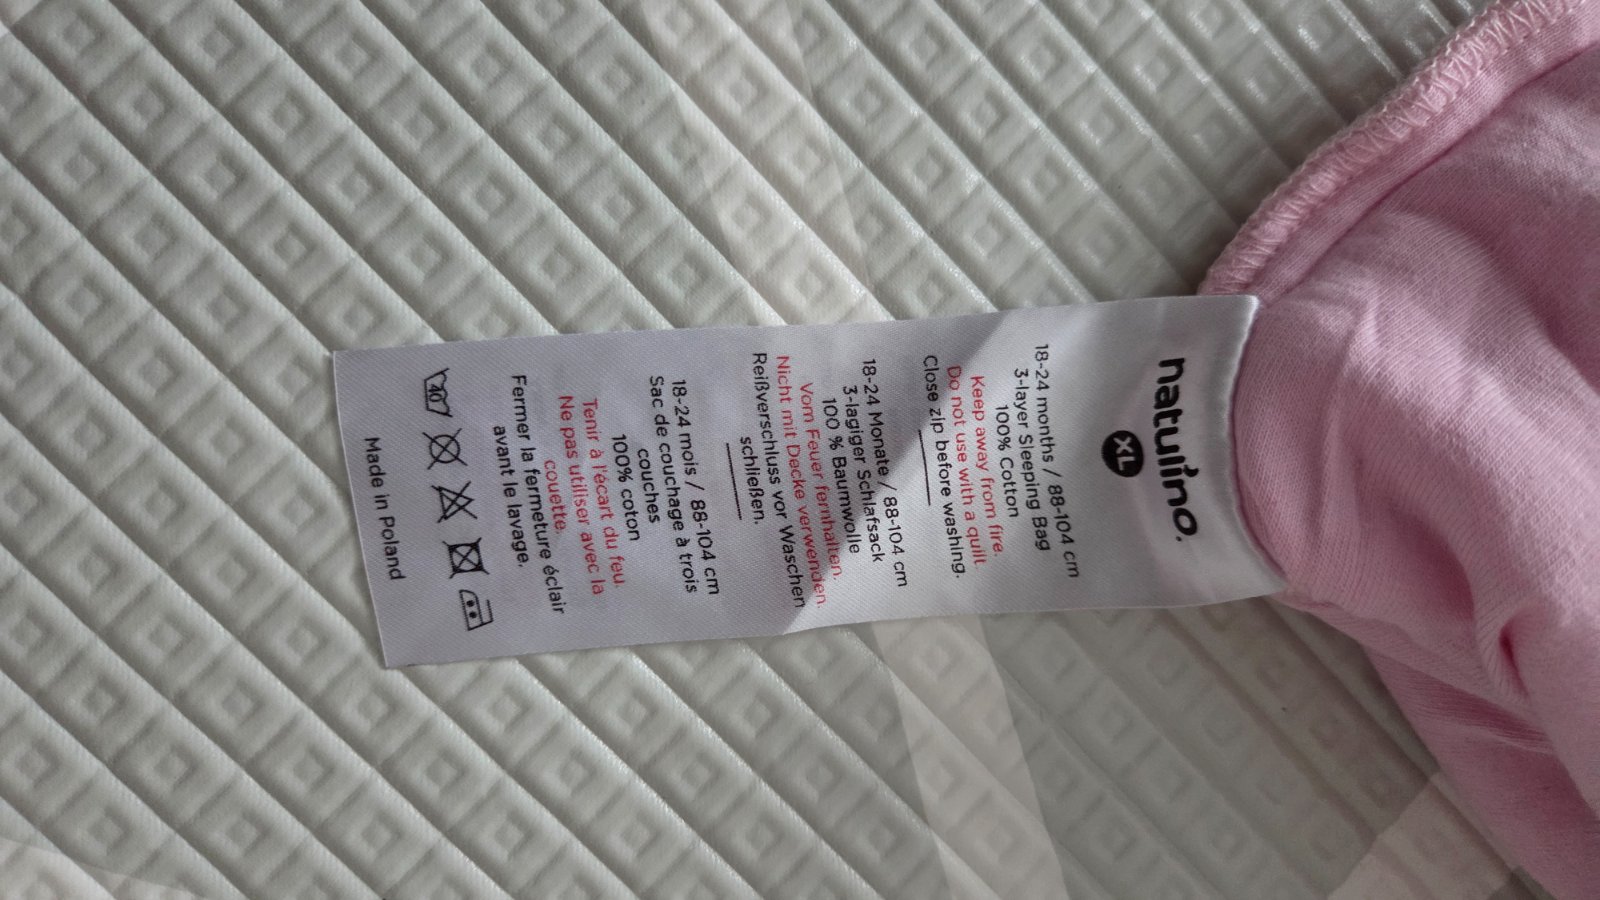 natulino.
XL
18-24 months / 88-104 cm
3-layer Sleeping Bag
100% Cotton
Keep away from fire.
Do not use with a quilt.
Close zip before washing.
18-24 Monate / 88-104 cm
3-lagiger Schlafsack
100 % Baumwolle
Vom Feuer fernhalten.
Nicht mit Decke verwenden.
Reißverschluss vor Waschen
schließen.
18-24 mois / 88-104 cm
Sac de couchage à trois
couches
100% coton
Tenir à l'écart du feu.
Ne pas utiliser avec la
couette.
Fermer la fermeture éclair
avant le lavage.
40
Made in Poland